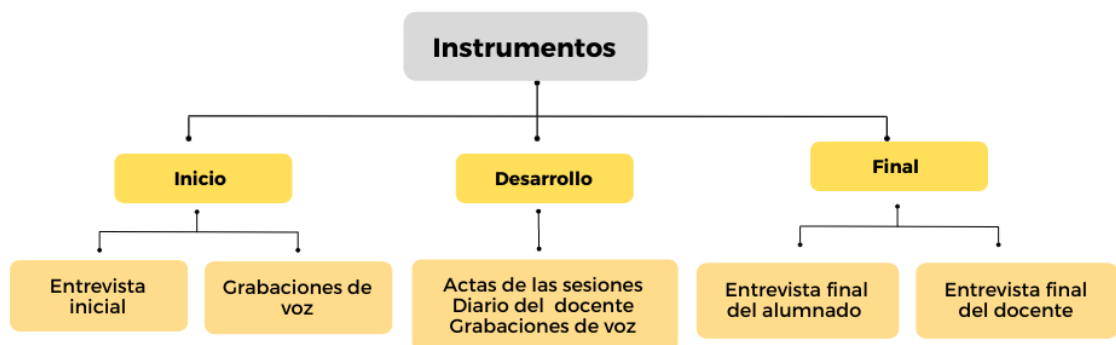 Instrumentos
Inicio
Desarrollo
Final
Entrevista
inicial
Grabaciones de
voz
Actas de las sesiones
Diario del docente
Grabaciones de voz
Entrevista final
del alumnado
Entrevista final
del docente